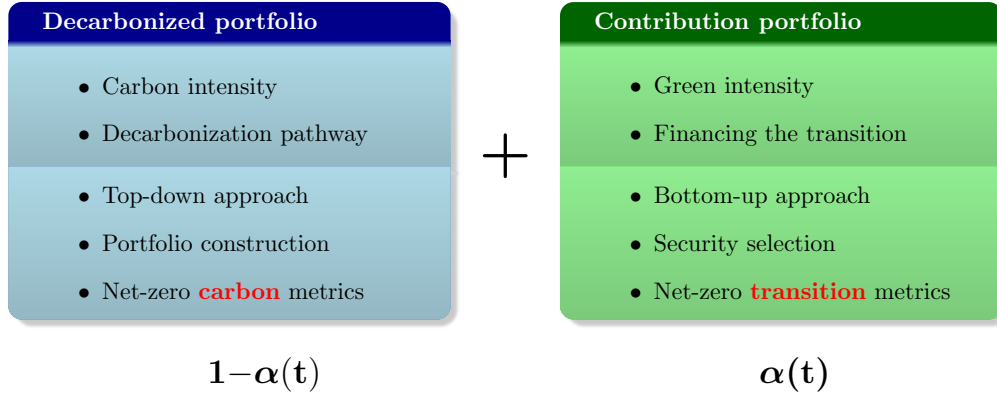 Decarbonized portfolio
• Carbon intensity
• Decarbonization pathway
• Top-down approach
• Portfolio construction
• Net-zero carbon metrics
+
Contribution portfolio
• Green intensity
• Financing the transition
• Bottom-up approach
• Security selection
• Net-zero transition metrics
1−α(t)
α(t)